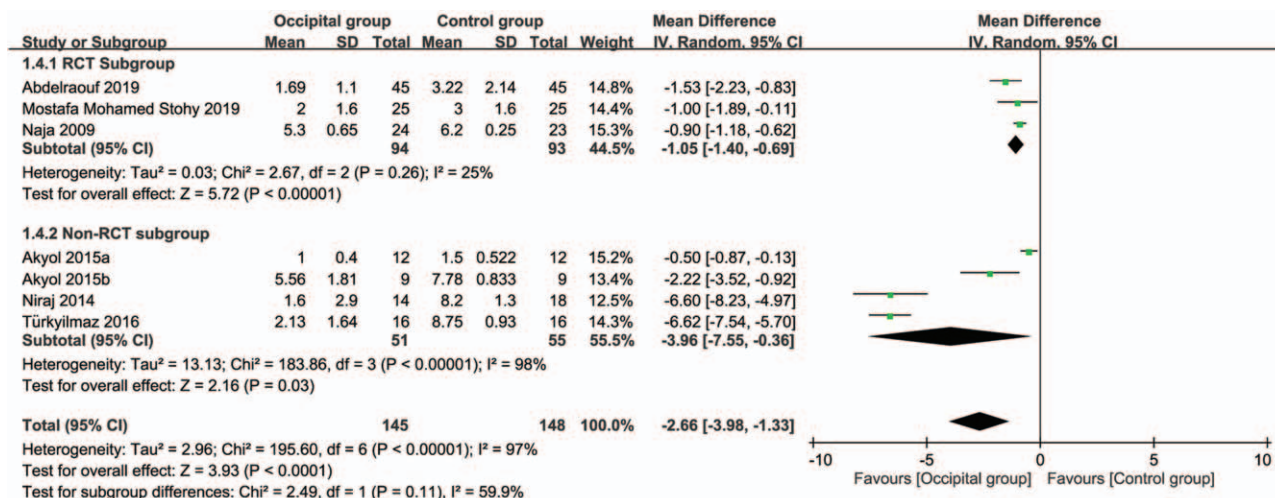 Occipital group Control group Mean Difference Mean Difference
Study or Subgroup Mean SD Total Mean SD Total Weight IV. Random. 95% CI IV. Random. 95% CI
1.4.1 RCT Subgroup
Abdelraouf 2019 1.69 1.1 45 3.22 2.14 45 14.8% -1.53 [-2.23, -0.83]
Mostafa Mohamed Stohy 2019 2 1.6 25 3 1.6 25 14.4% -1.00 [-1.89, -0.11]
Naja 2009 5.3 0.65 24 6.2 0.25 23 15.3% -0.90 [-1.18, -0.62]
Subtotal (95% CI) 94 93 44.5% -1.05 [-1.40, -0.69]
Heterogeneity: Tau² = 0.03; Chi² = 2.67, df = 2 (P = 0.26); I² = 25%
Test for overall effect: Z = 5.72 (P < 0.00001)
1.4.2 Non-RCT subgroup
Akyol 2015a 1 0.4 12 1.5 0.522 12 15.2% -0.50 [-0.87, -0.13]
Akyol 2015b 5.56 1.81 9 7.78 0.833 9 13.4% -2.22 [-3.52, -0.92]
Niraj 2014 1.6 2.9 14 8.2 1.3 18 12.5% -6.60 [-8.23, -4.97]
Türkyilmaz 2016 2.13 1.64 16 8.75 0.93 16 14.3% -6.62 [-7.54, -5.70]
Subtotal (95% CI) 51 55 55.5% -3.96 [-7.55, -0.36]
Heterogeneity: Tau² = 13.13; Chi² = 183.86, df = 3 (P < 0.00001); I² = 98%
Test for overall effect: Z = 2.16 (P = 0.03)
Total (95% CI) 145 148 100.0% -2.66 [-3.98, -1.33]
Heterogeneity: Tau² = 2.96; Chi² = 195.60, df = 6 (P < 0.00001); I² = 97%
Test for overall effect: Z = 3.93 (P < 0.0001)
Test for subgroup differences: Chi² = 2.49, df = 1 (P = 0.11), I² = 59.9%
-10 -5 0 5 10
Favours [Occipital group] Favours [Control group]